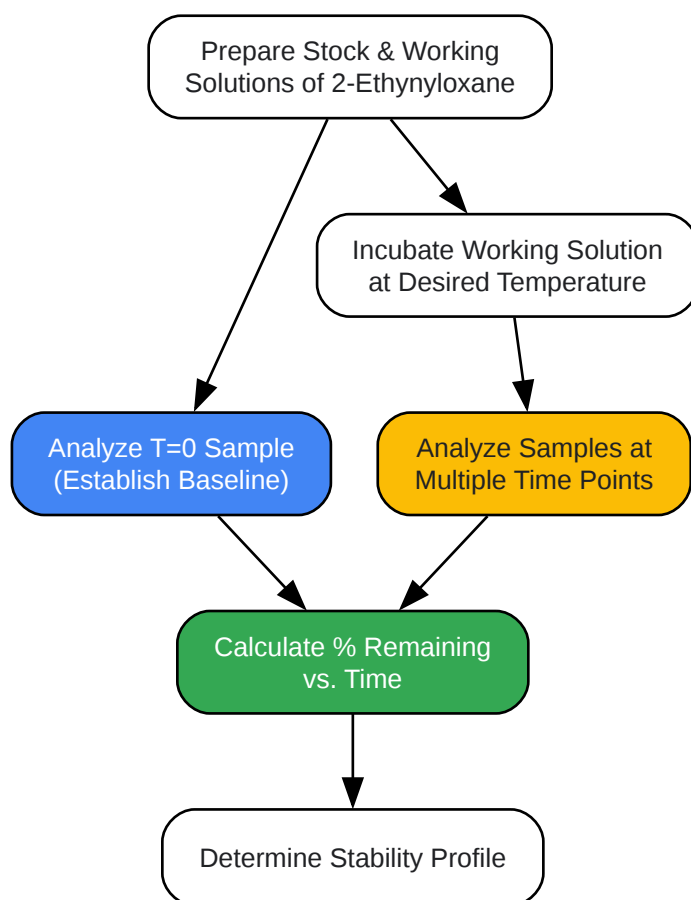 Prepare Stock & Working
Solutions of 2-Ethynyloxane
Incubate Working Solution
at Desired Temperature
Analyze T=0 Sample
(Establish Baseline)
Analyze Samples at
Multiple Time Points
Calculate % Remaining
vs. Time
Determine Stability Profile